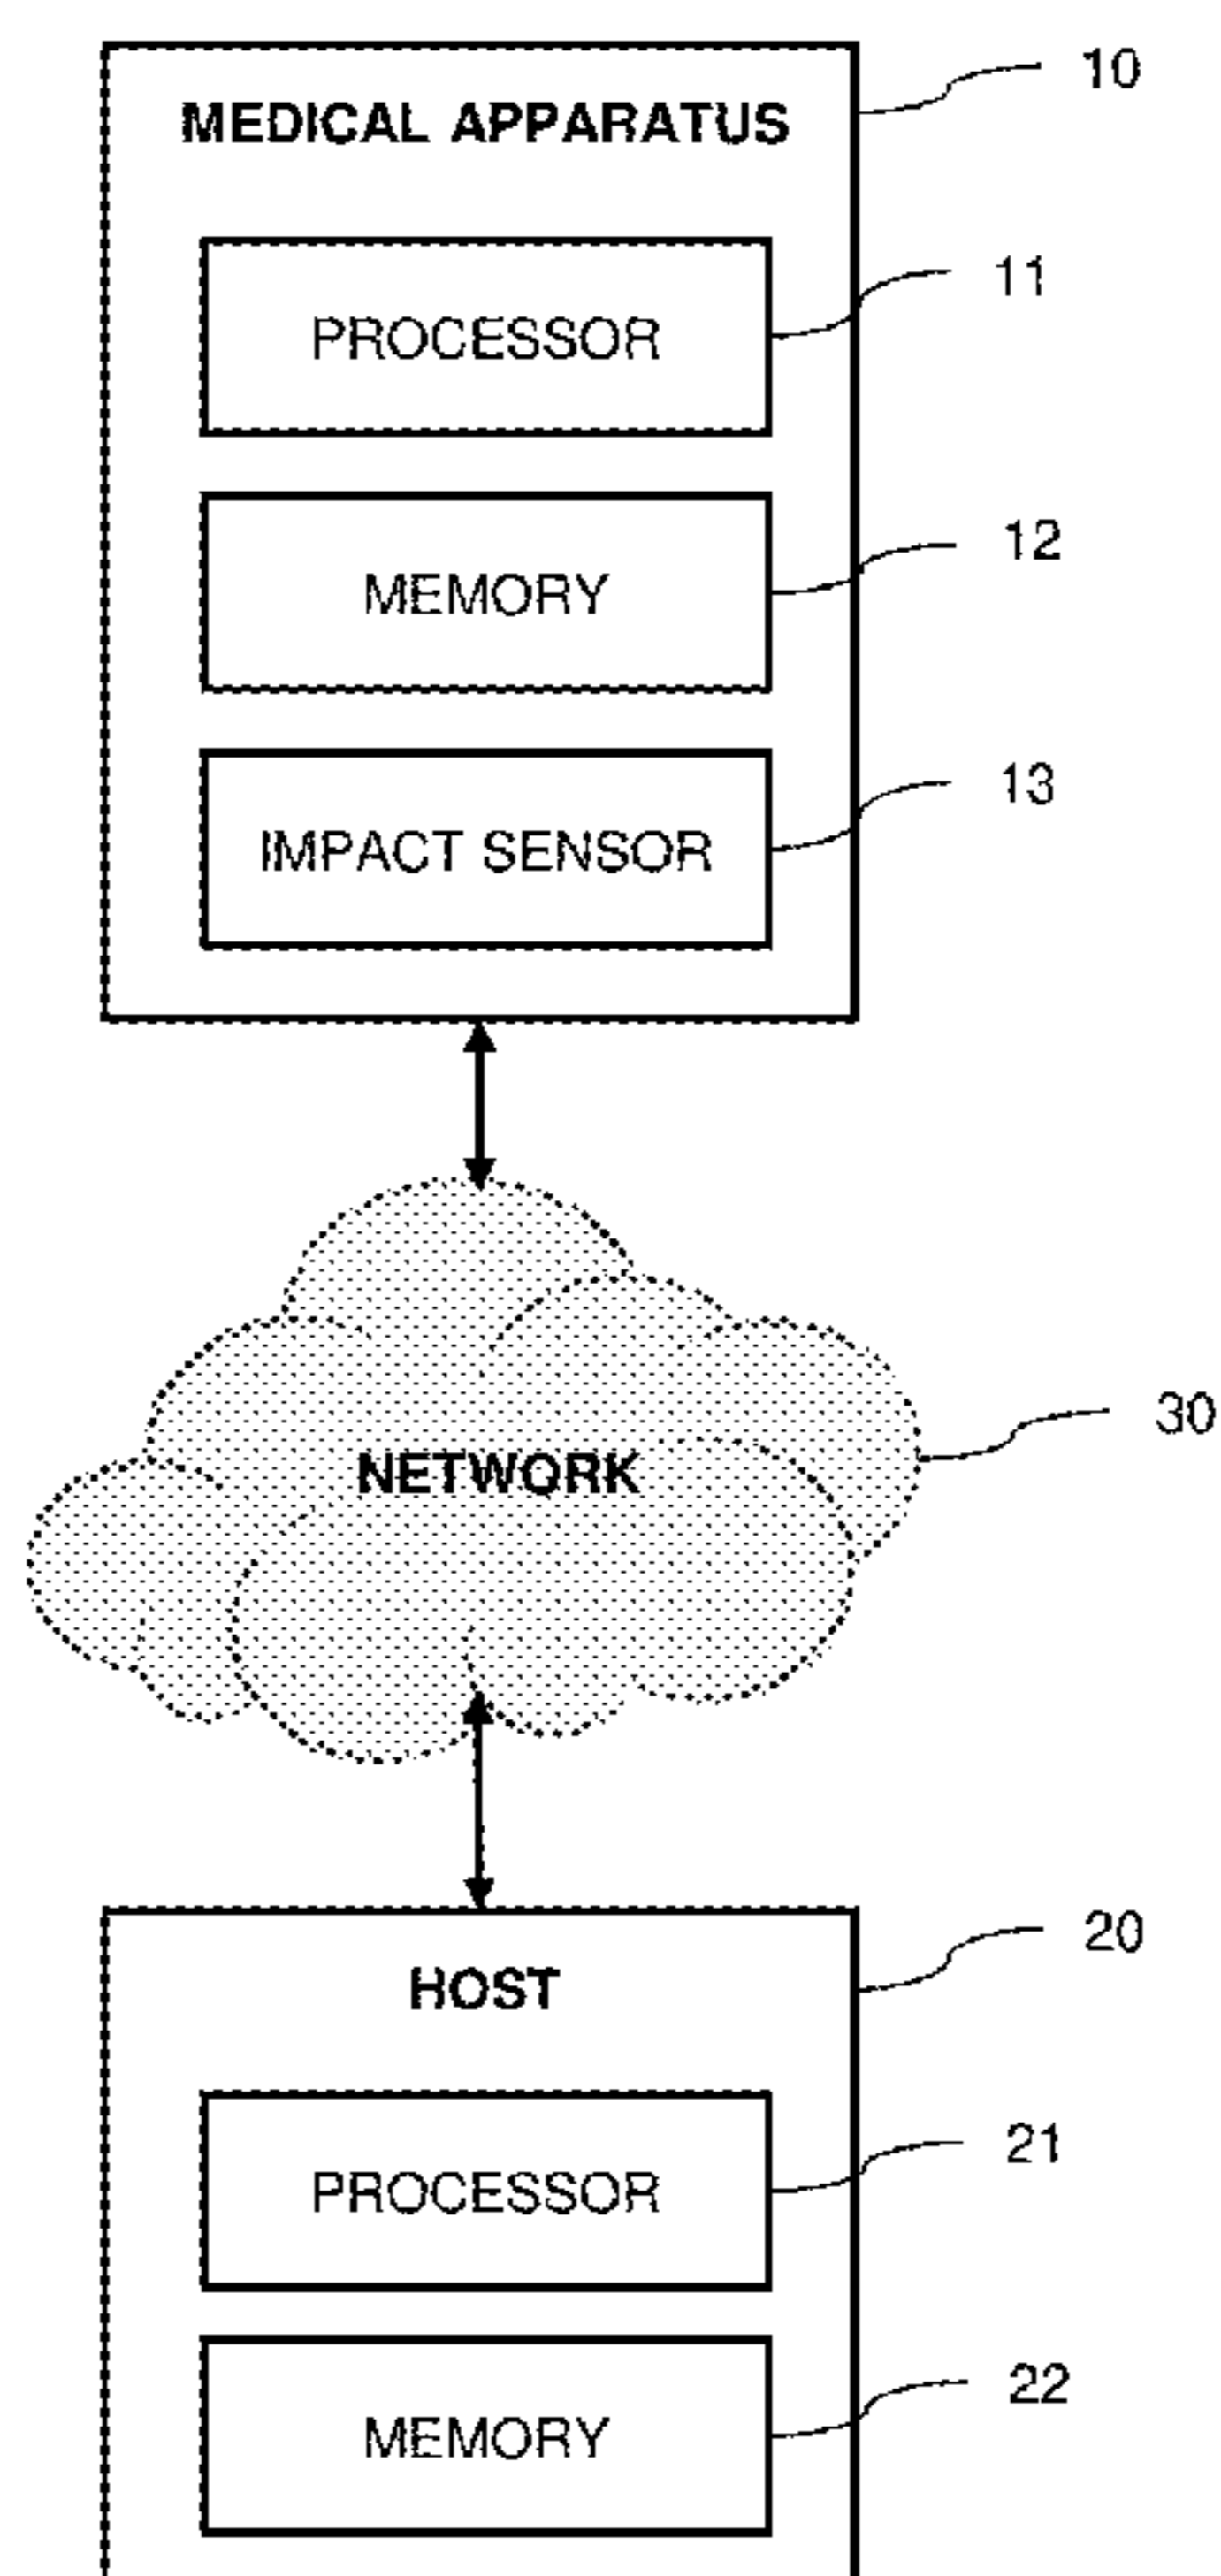 MEDICAL APPARATUS
10
PROCESSOR
11
MEMORY
12
IMPACT SENSOR
13
NETWORK
30
HOST
20
PROCESSOR
21
MEMORY
22